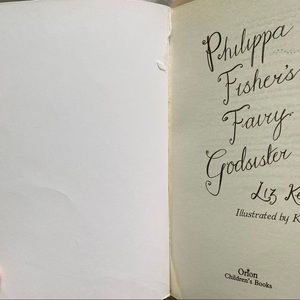 Philippa
Fisher's
Fairy
Godsister
Liz
Illustrated by
Orion
Children's Books